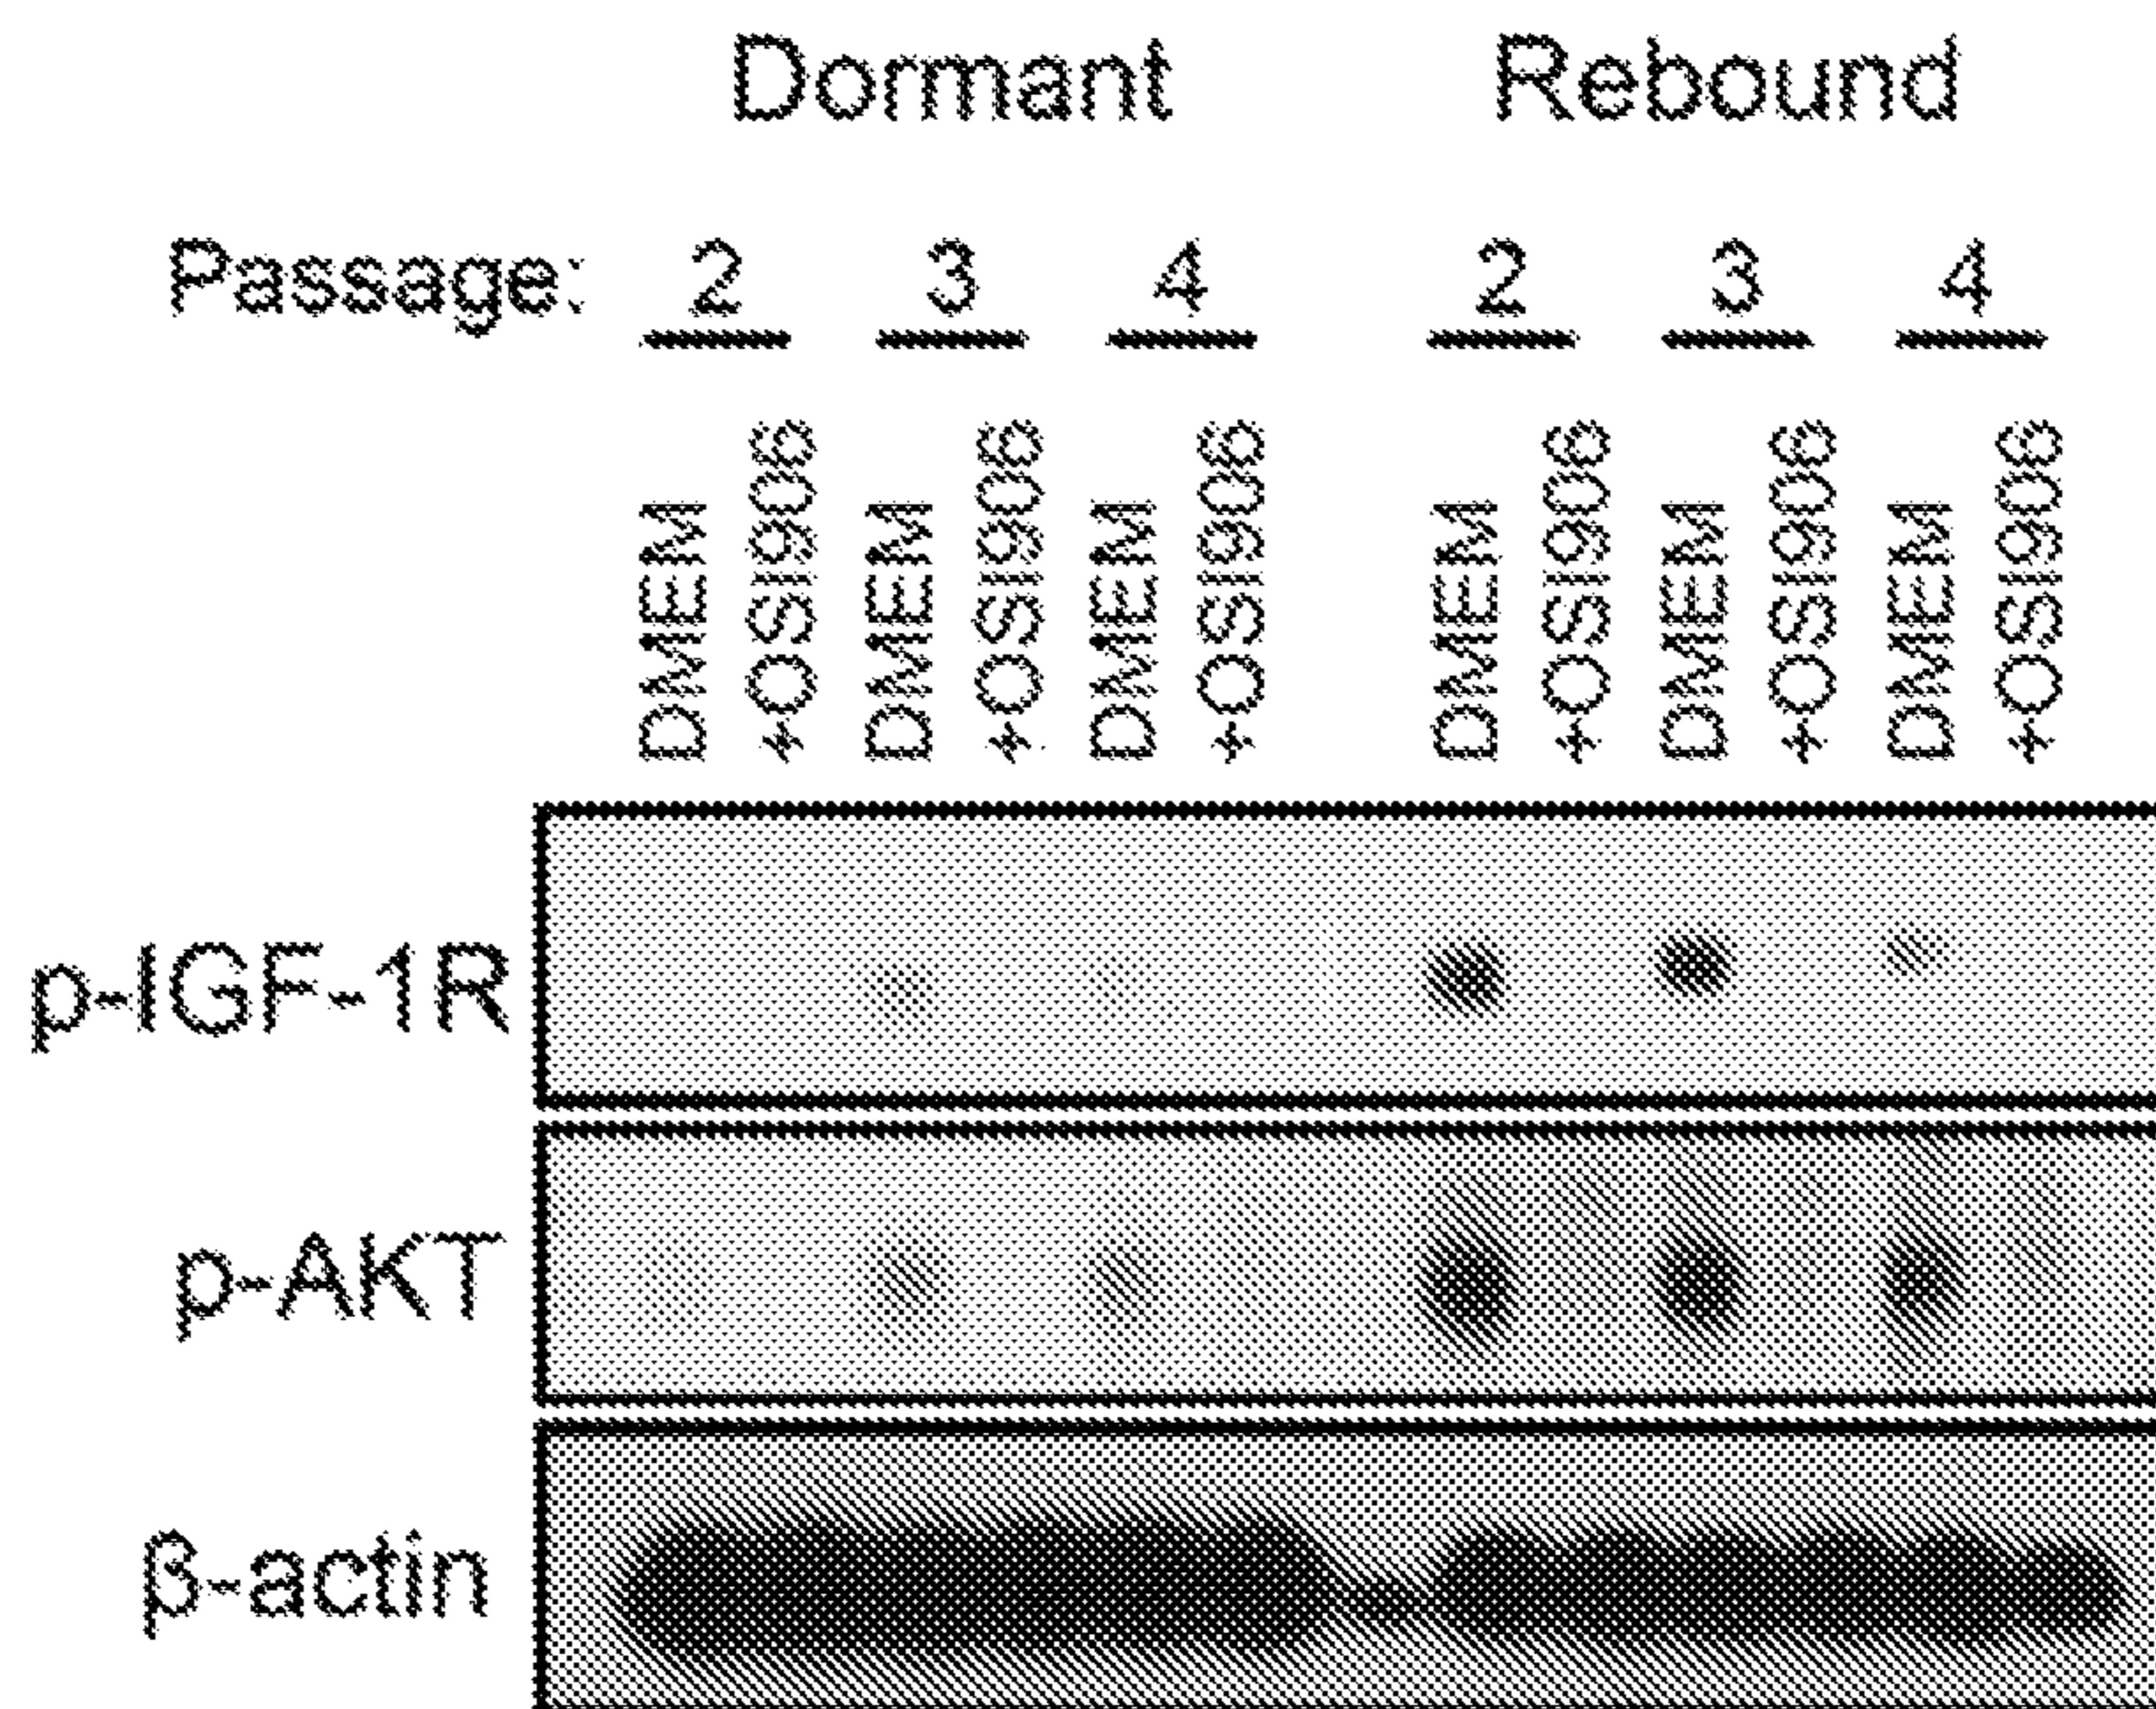 Dormant Rebound
Passage: 2 3 4 2 3 4
DMEM +OSI906 DMEM +OSI906 DMEM +OSI906 DMEM +OSI906 DMEM +OSI906 DMEM +OSI906
p-IGF-1R
p-AKT
β-actin